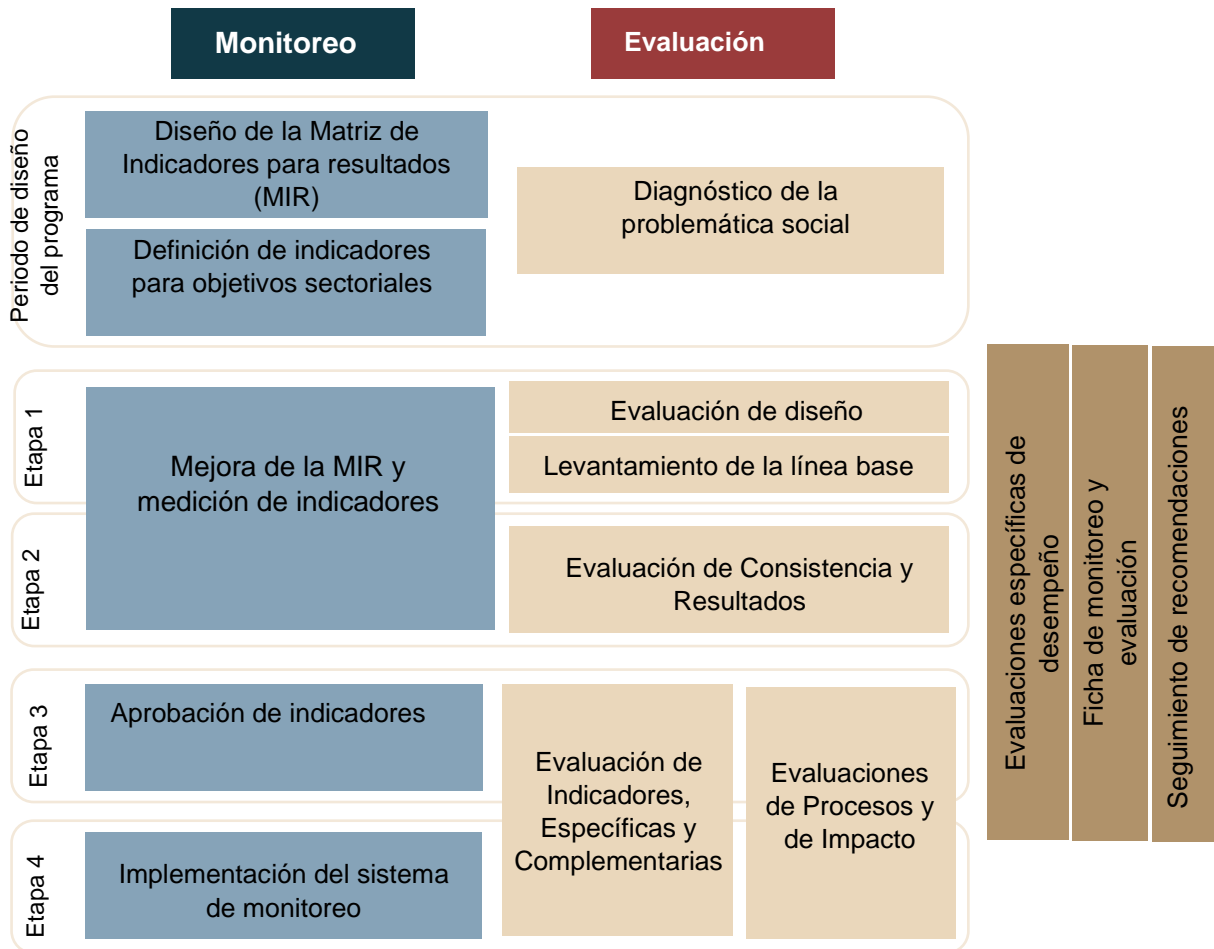 Monitoreo
Evaluación
Periodo de diseño
del programa
Diseño de la Matriz de
Indicadores para resultados
(MIR)
Definición de indicadores
para objetivos sectoriales
Diagnóstico de la
problemática social
Etapa 1
Mejora de la MIR y
medición de indicadores
Evaluación de diseño
Levantamiento de la línea base
Etapa 2
Evaluación de Consistencia y
Resultados
Etapa 3
Aprobación de indicadores
Evaluación de
Indicadores,
Específicas y
Complementarias
Evaluaciones
de Procesos y
de Impacto
Etapa 4
Implementación del sistema
de monitoreo
Evaluaciones específicas de
desempeño
Ficha de monitoreo y
evaluación
Seguimiento de recomendaciones